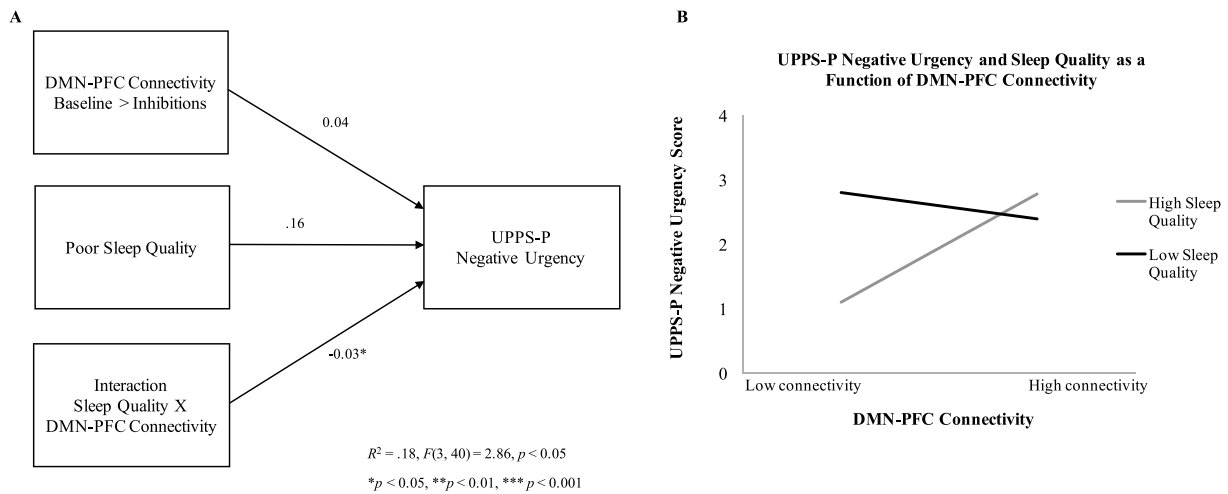 A
DMN-PFC Connectivity
Baseline > Inhibitions
0.04
Poor Sleep Quality
.16
UPPS-P
Negative Urgency
Interaction
Sleep Quality X
DMN-PFC Connectivity
-0.03*
R² = .18, F(3, 40) = 2.86, p < 0.05
*p < 0.05, **p < 0.01, *** p < 0.001
B
UPPS-P Negative Urgency and Sleep Quality as a
Function of DMN-PFC Connectivity
UPPS-P Negative Urgency Score
4
3
2
1
0
Low connectivity
High connectivity
DMN-PFC Connectivity
High Sleep
Quality
Low Sleep
Quality